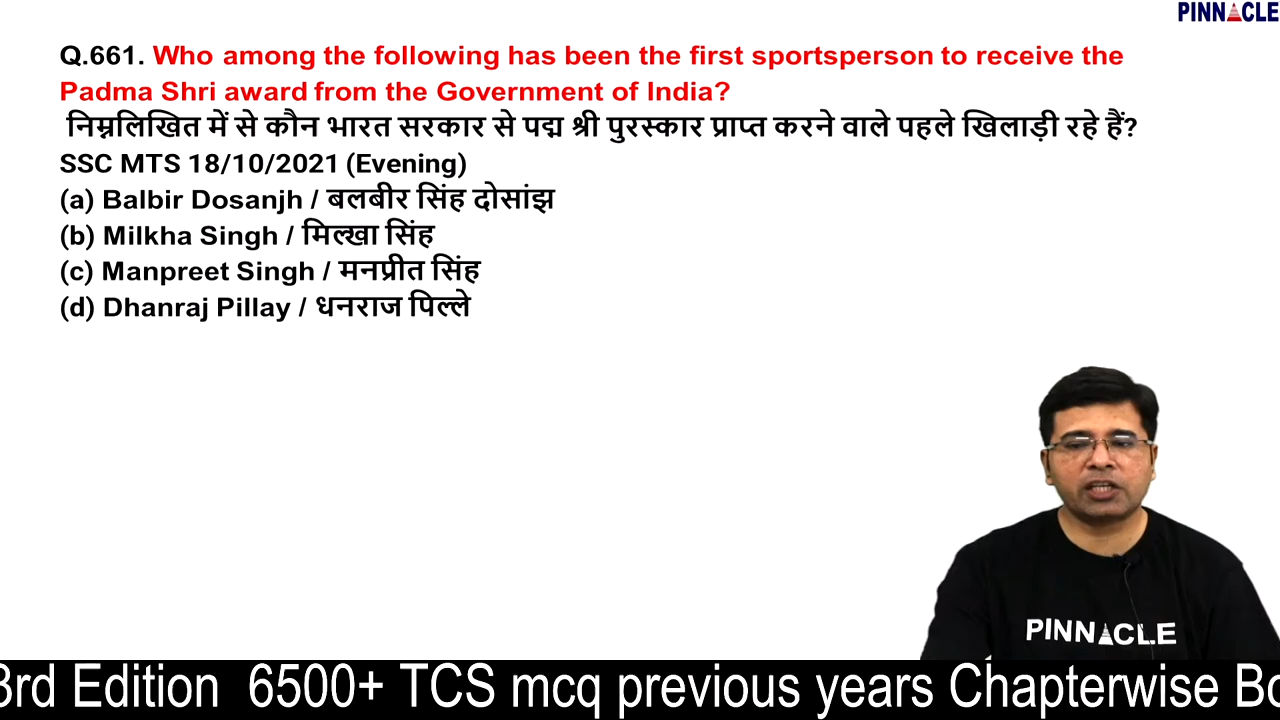 PINNACLE
Q.661. Who among the following has been the first sportsperson to receive the
Padma Shri award from the Government of India?
निम्नलिखित में से कौन भारत सरकार से पद्म श्री पुरस्कार प्राप्त करने वाले पहले खिलाड़ी रहे हैं?
SSC MTS 18/10/2021 (Evening)
(a) Balbir Dosanjh / बलबीर सिंह दोसांझ
(b) Milkha Singh / मिल्खा सिंह
(c) Manpreet Singh / मनप्रीत सिंह
(d) Dhanraj Pillay / धनराज पिल्ले
PINNACLE
3rd Edition 6500+ TCS mcq previous years Chapterwise